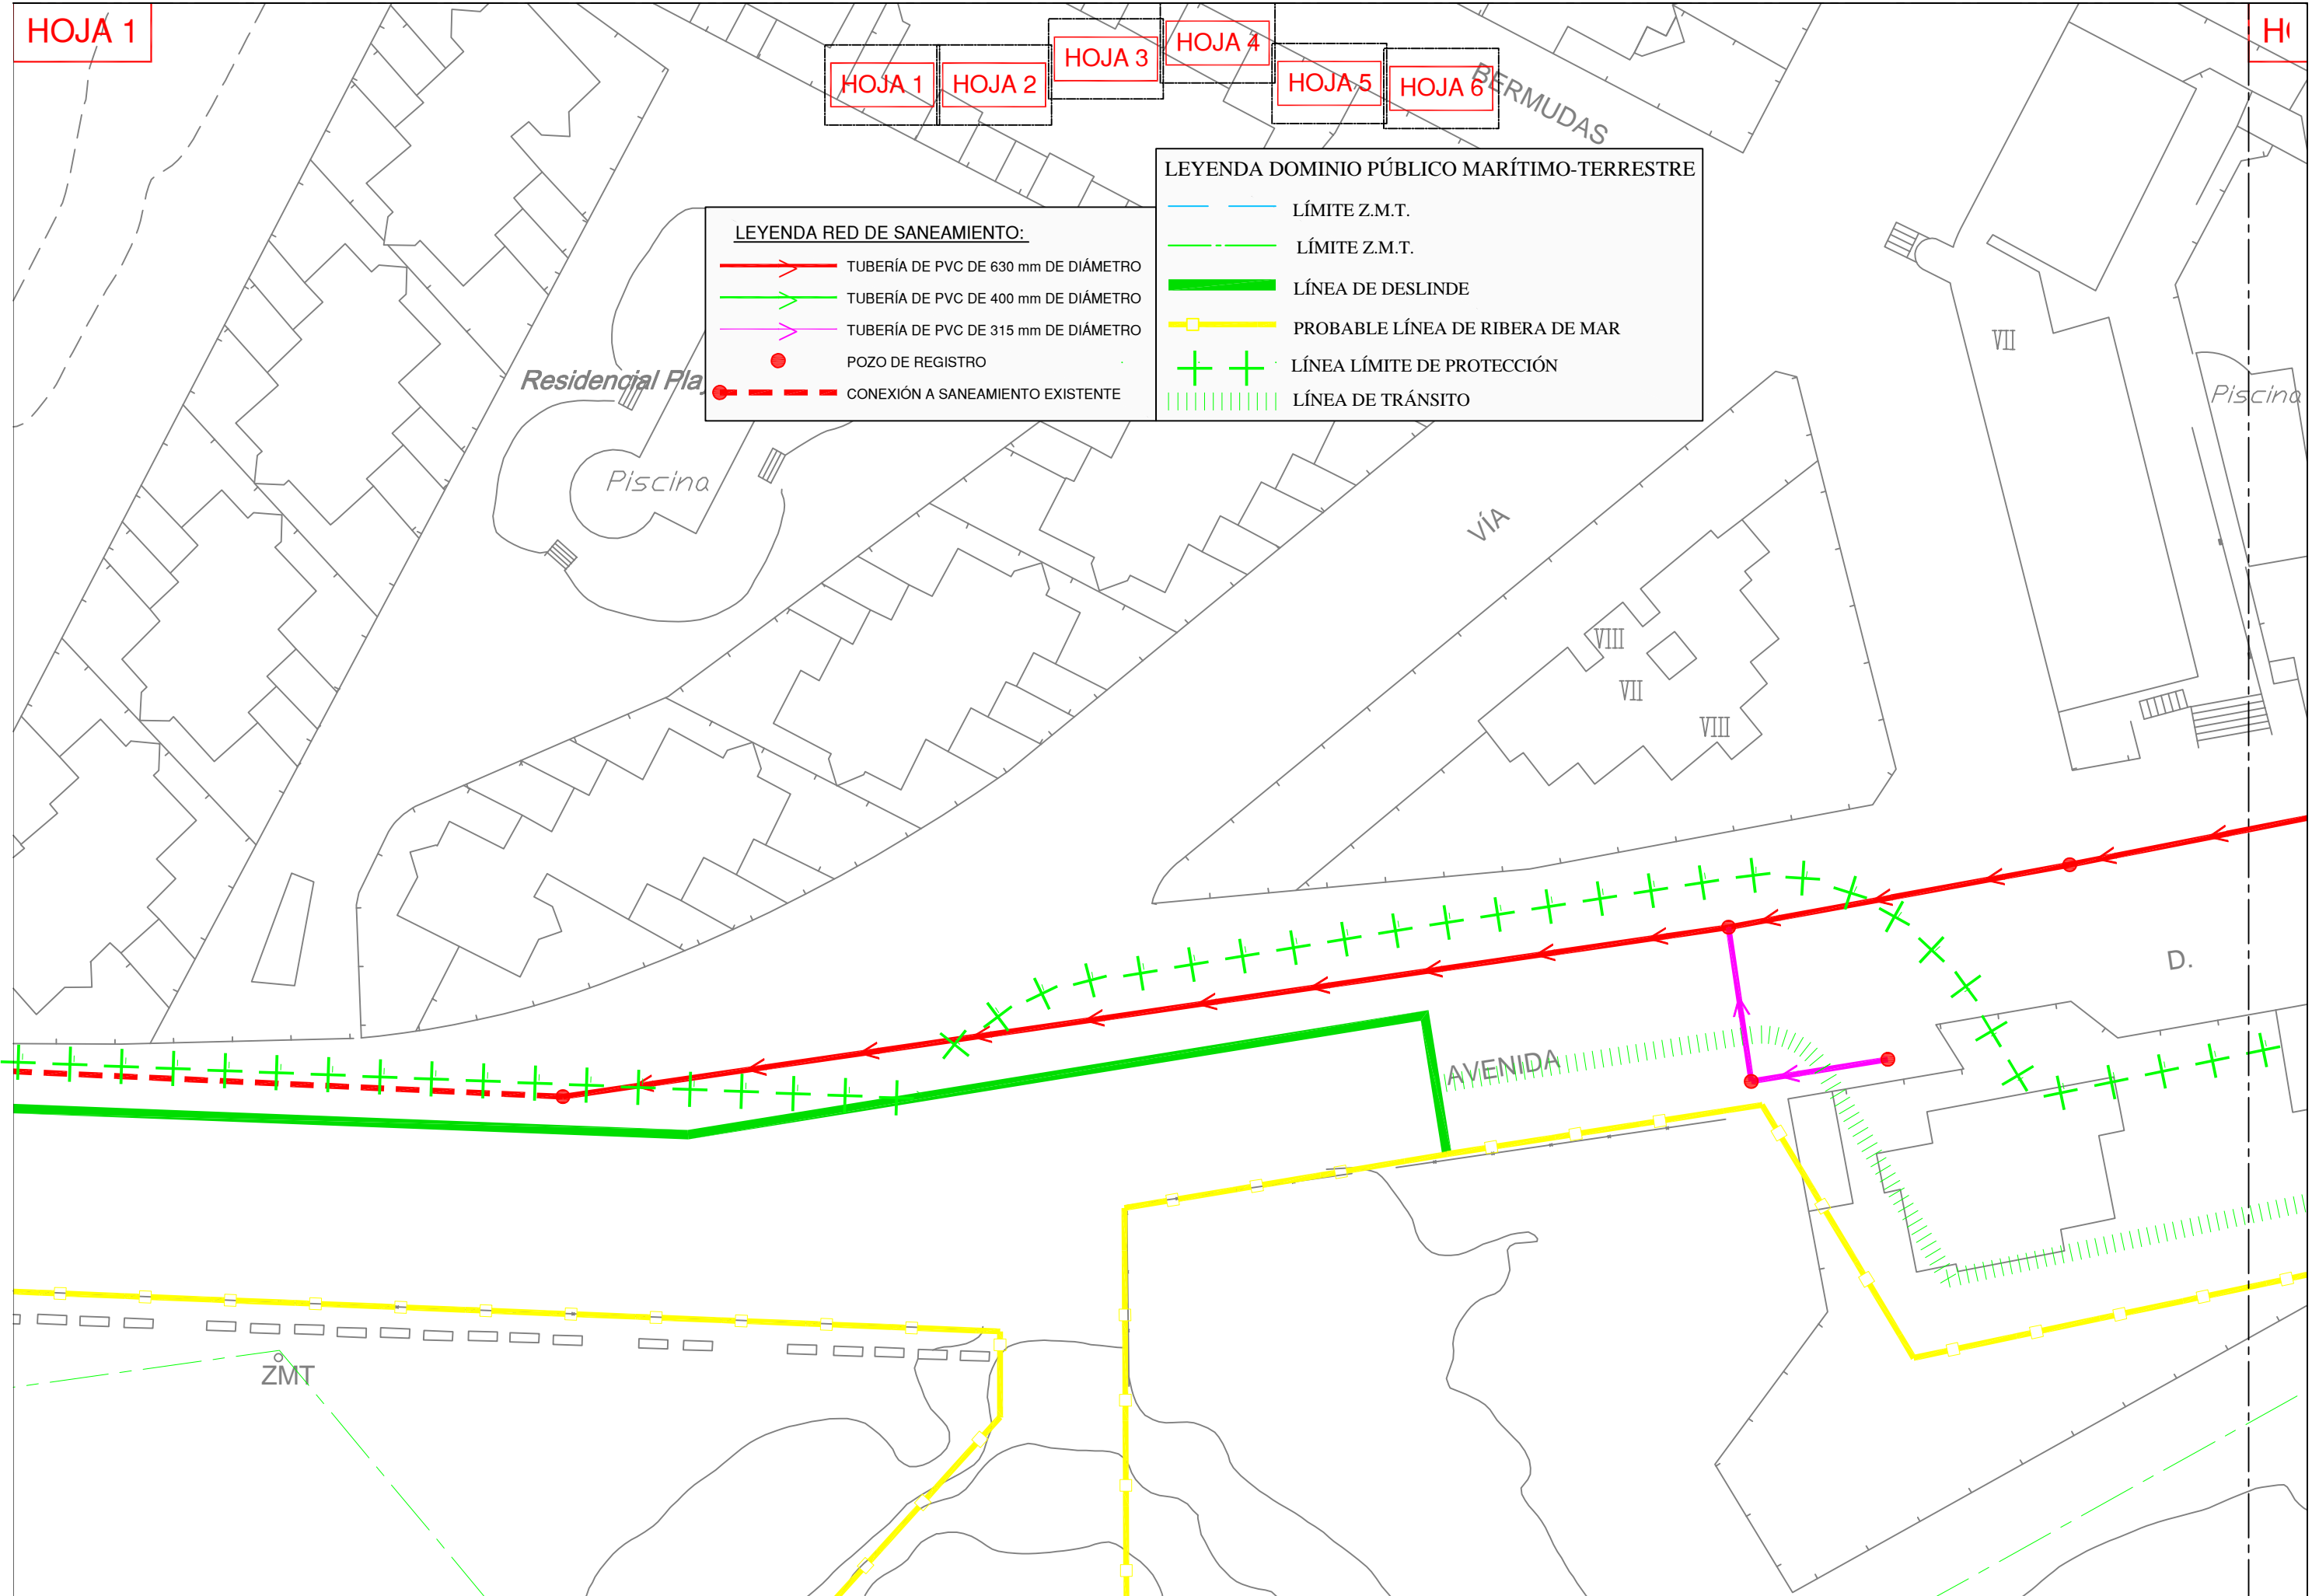 HOJA 1
HOJA 1
HOJA 2
HOJA 3
HOJA 4
HOJA 5
HOJA 6
BERMUDAS
LEYENDA RED DE SANEAMIENTO:
TUBERÍA DE PVC DE 630 mm DE DIÁMETRO
TUBERÍA DE PVC DE 400 mm DE DIÁMETRO
TUBERÍA DE PVC DE 315 mm DE DIÁMETRO
POZO DE REGISTRO
CONEXIÓN A SANEAMIENTO EXISTENTE
LEYENDA DOMINIO PÚBLICO MARÍTIMO-TERRESTRE
LÍMITE Z.M.T.
LÍMITE Z.M.T.
LÍNEA DE DESLINDE
PROBABLE LÍNEA DE RIBERA DE MAR
LÍNEA LÍMITE DE PROTECCIÓN
LÍNEA DE TRÁNSITO
VII
Residencial
Piscina
Piscina
VÍA
VIII
VII
VIII
D.
AVENIDA
ZMT